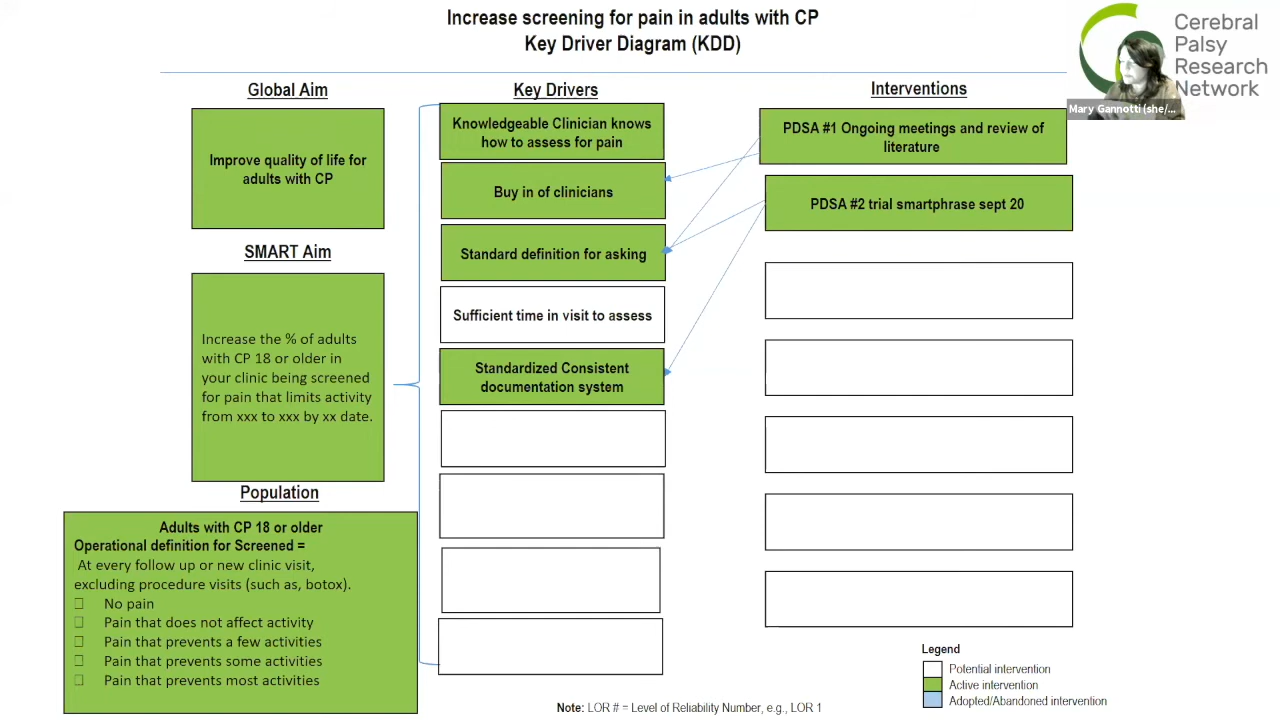 Increase screening for pain in adults with CP
Key Driver Diagram (KDD)
Cerebral
Palsy
Research
Network
Mary Gannotti (she/...
Global Aim
Improve quality of life for
adults with CP
SMART Aim
Increase the % of adults
with CP 18 or older in
your clinic being screened
for pain that limits activity
from xxx to xxx by xx date.
Population
Adults with CP 18 or older
Operational definition for Screened =
At every follow up or new clinic visit,
excluding procedure visits (such as, botox).
No pain
Pain that does not affect activity
Pain that prevents a few activities
Pain that prevents some activities
Pain that prevents most activities
Key Drivers
Knowledgeable Clinician knows
how to assess for pain
Buy in of clinicians
Standard definition for asking
Sufficient time in visit to assess
Standardized Consistent
documentation system
Interventions
PDSA #1 Ongoing meetings and review of
literature
PDSA #2 trial smartphrase sept 20
Legend
Potential intervention
Active intervention
Adopted/Abandoned intervention
Note: LOR # = Level of Reliability Number, e.g., LOR 1